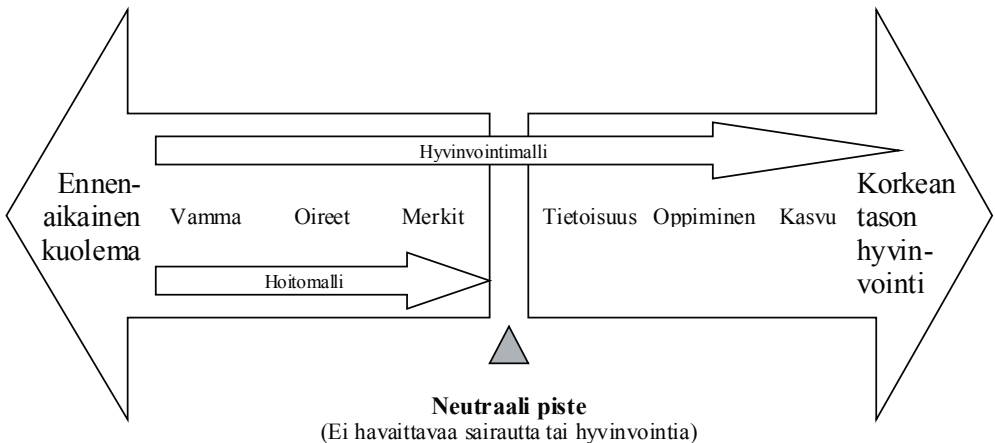 Hyvinvointimalli
Ennen-
aikainen
kuolema
Vamma Oireet Merkit Tietoisuus Oppiminen Kasvu
Korkean
tason
hyvin-
vointi
Hoitomalli
Neutraali piste
(Ei havaittavaa sairautta tai hyvinvointia)